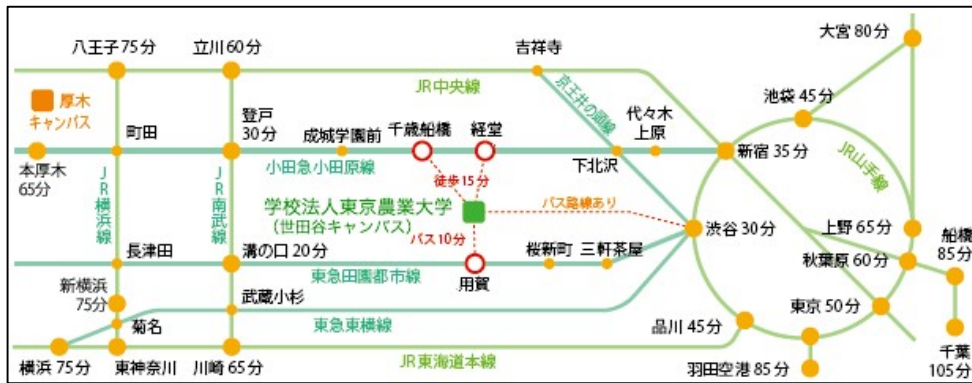 八王子 75分
立川 60分
吉祥寺
大宮 80分
JR中央線
京王井の頭線
池袋 45分
厚木
キャンパス
町田
登戸
30分
成城学園前
千歳船橋
経堂
代々木
上原
本厚木
65分
小田急小田原線
下北沢
新宿 35分
JR山手線
徒歩15分
JR横浜線
JR南武線
学校法人東京農業大学
(世田谷キャンパス)
バス路線あり
渋谷 30分
上野 65分
船橋
85分
バス10分
長津田
溝の口 20分
東急田園都市線
用賀
桜新町
三軒茶屋
秋葉原 60分
新横浜
75分
武蔵小杉
東京 50分
菊名
東急東横線
品川 45分
横浜 75分
東神奈川
川崎 65分
JR東海道本線
羽田空港 85分
千葉
105分